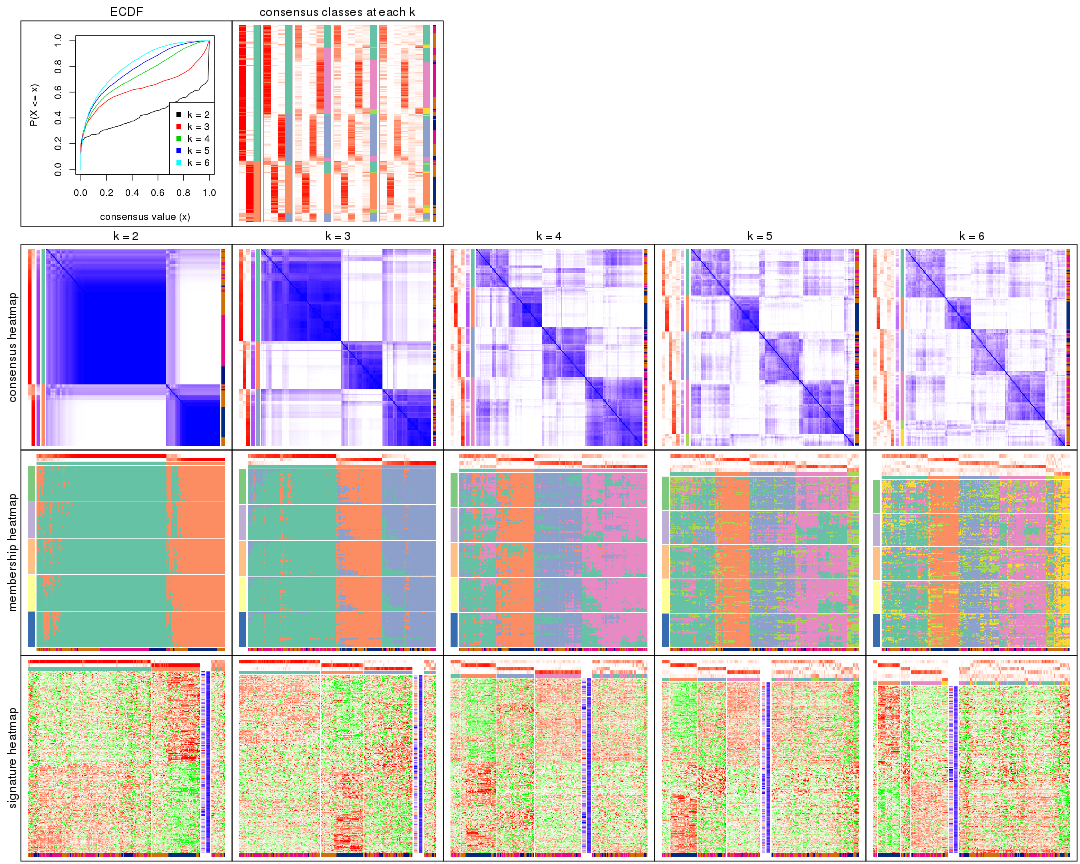 ECDF
consensus classes at each k
P(X <= x)
0.0
0.2
0.4
0.6
0.8
1.0
k = 2
k = 3
k = 4
k = 5
k = 6
0.0 0.2 0.4 0.6 0.8 1.0
consensus value (x)
k = 2
k = 3
k = 4
k = 5
k = 6
consensus heatmap
membership heatmap
signature heatmap